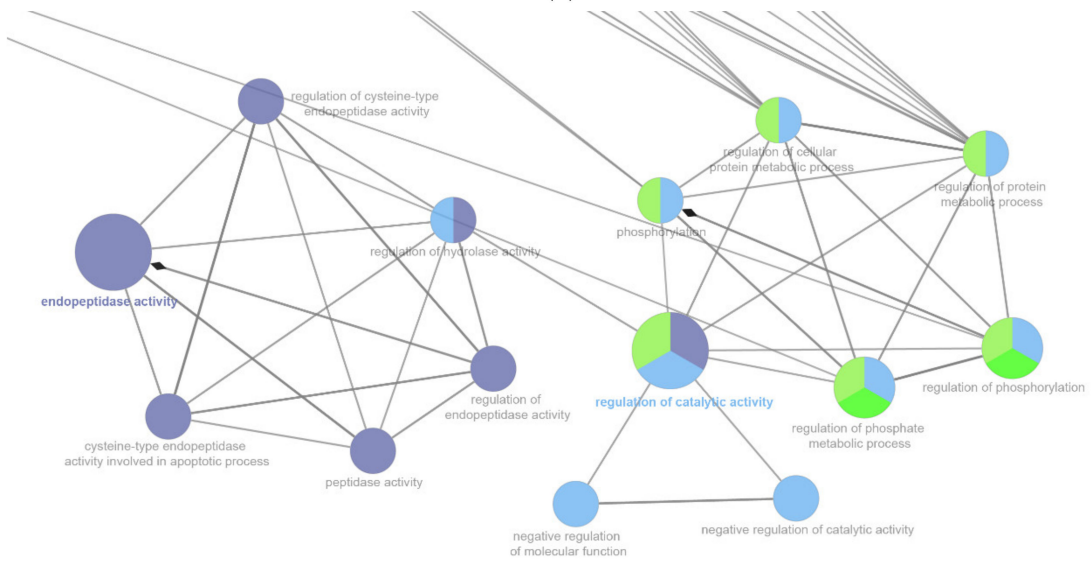 regulation of cysteine-type
endopeptidase activity
regulation of cellular
protein metabolic process
regulation of protein
metabolic process
phosphorylation
regulation of hydrolase activity
endopeptidase activity
regulation of phosphorylation
regulation of catalytic activity
regulation of
endopeptidase activity
regulation of phosphate
metabolic process
cysteine-type endopeptidase
activity involved in apoptotic process
peptidase activity
negative regulation
of molecular function
negative regulation of catalytic activity